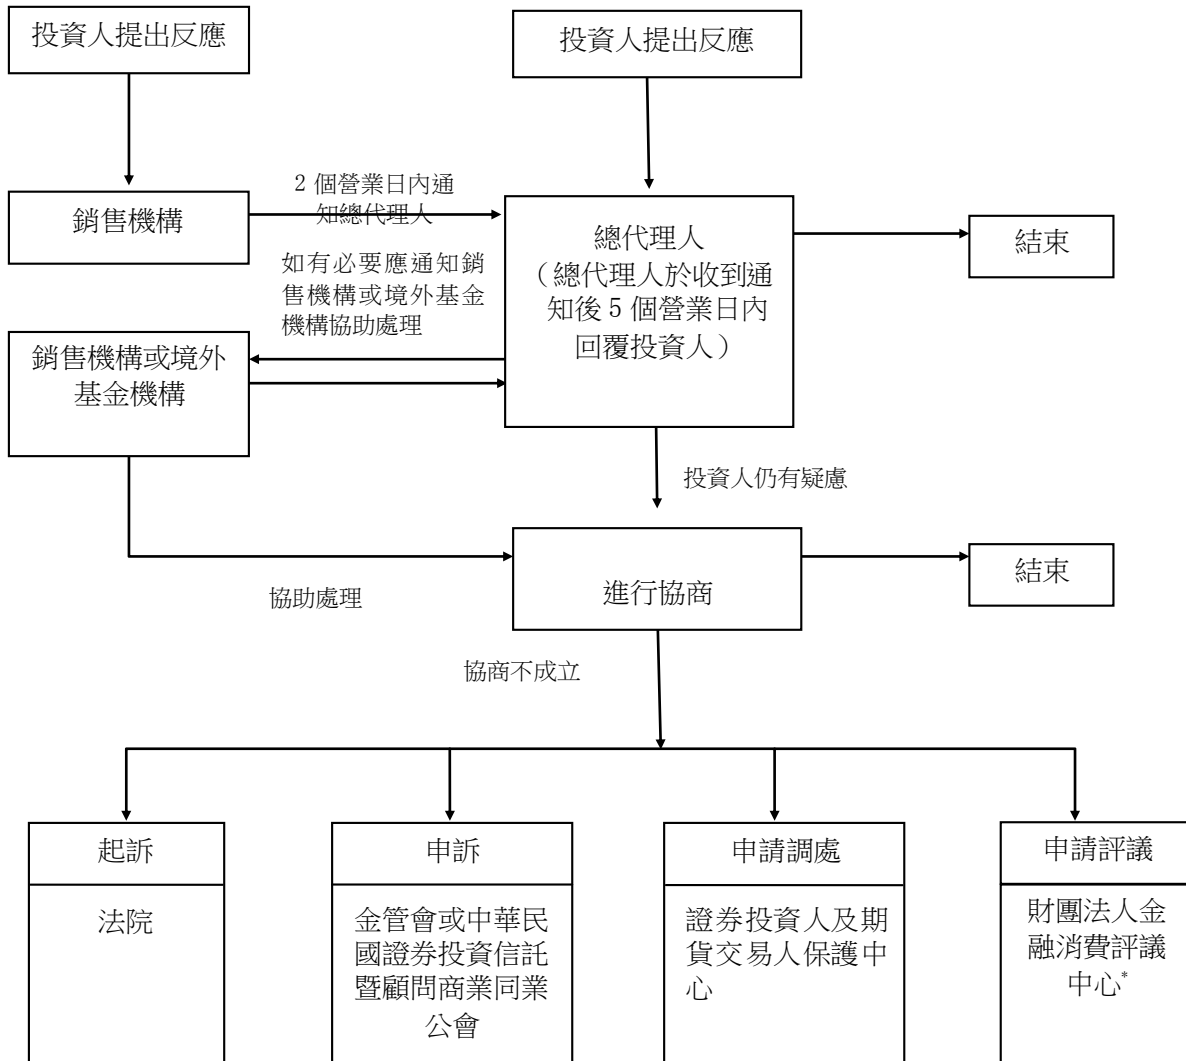 投資人提出反應
投資人提出反應
2 個營業日內通
知總代理人
銷售機構
總代理人
（總代理人於收到通
知後 5 個營業日內
回覆投資人）
結束
如有必要應通知銷
售機構或境外基金
機構協助處理
銷售機構或境外
基金機構
投資人仍有疑慮
進行協商
結束
協助處理
協商不成立
起訴
法院
申訴
金管會或中華民
國證券投資信託
暨顧問商業同業
公會
申請調處
證券投資人及期
貨交易人保護中
心
申請評議
財團法人金
融消費評議
中心*